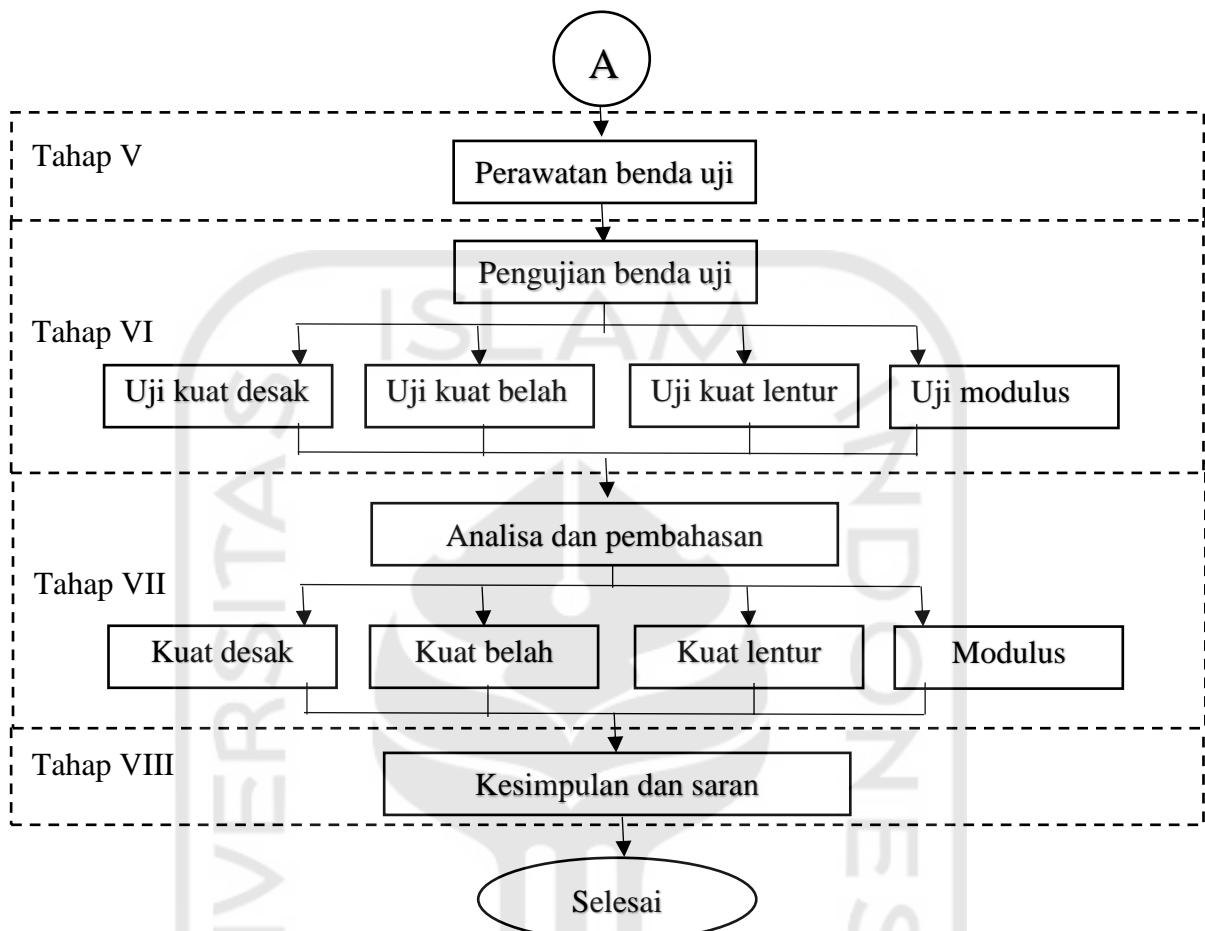 A
Tahap V
Perawatan benda uji
Pengujian benda uji
Tahap VI
Uji kuat desak
Uji kuat belah
Uji kuat lentur
Uji modulus
Analisa dan pembahasan
Tahap VII
Kuat desak
Kuat belah
Kuat lentur
Modulus
Tahap VIII
Kesimpulan dan saran
Selesai
ISLAM